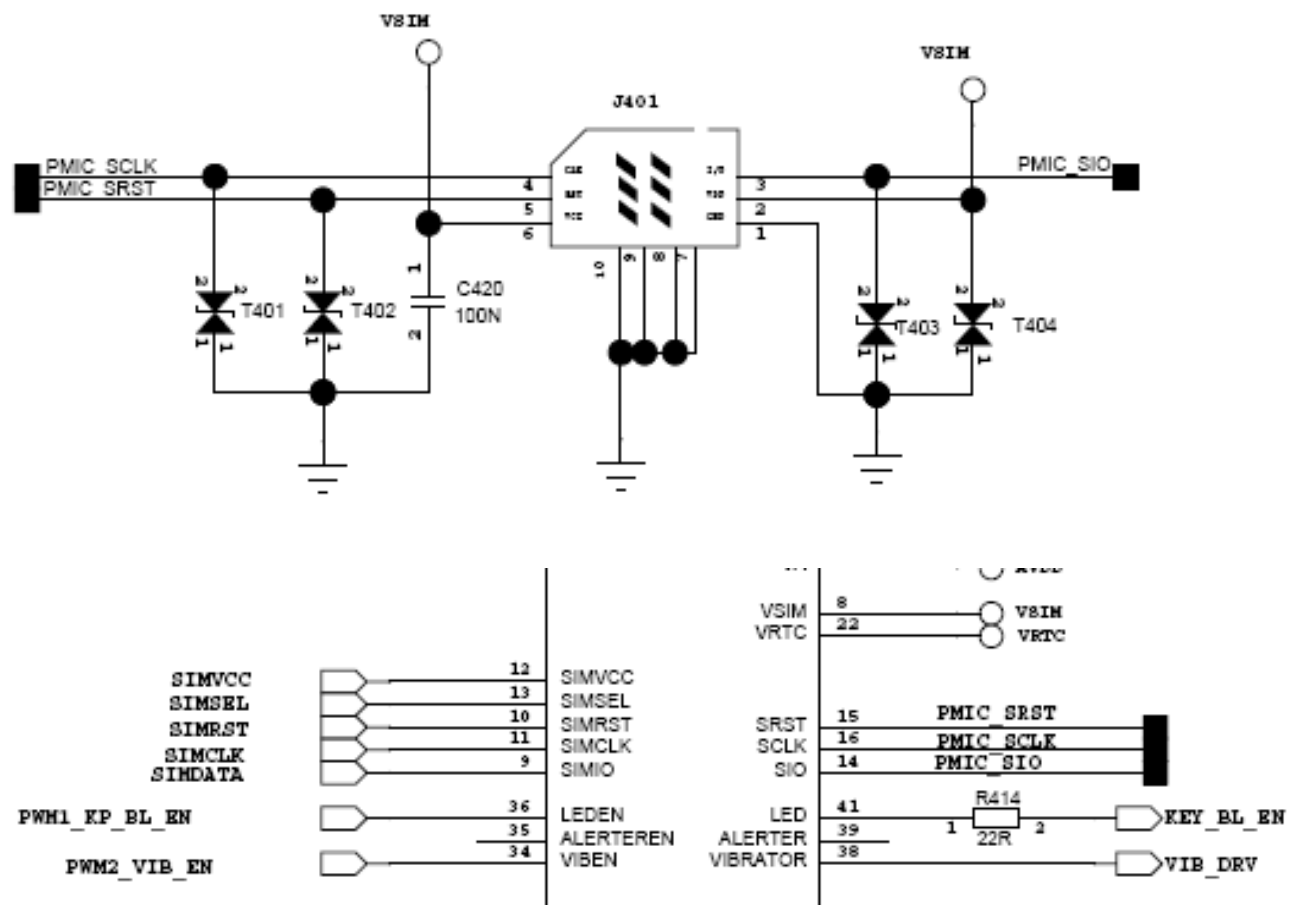 VSIM
VSIM
J401
PMIC_SCLK
PMIC_SRST
PMIC_SIO
CLK
I/O
4
3
VCC
5
2
GND
6
1
10
9
8
7
2
2
T401
1
1
2
2
T402
1
1
1
C420
100N
2
2
2
T403
1
1
2
2
T404
1
1
VSIM
8
VSIM
VRTC
22
VRTC
SIMVCC
12
SIMVCC
SIMSEL
13
SIMSEL
SIMRST
10
SIMRST
SRST
15
PMIC_SRST
SIMCLK
11
SIMCLK
SCLK
16
PMIC_SCLK
SIMDATA
9
SIMIO
SIO
14
PMIC_SIO
PWM1_KP_BL_EN
36
LEDEN
LED
41
R414
1
22R
2
KEY_BL_EN
35
ALERTEREN
ALERTER
39
PWM2_VIB_EN
34
VIBEN
VIBRATOR
38
VIB_DRV